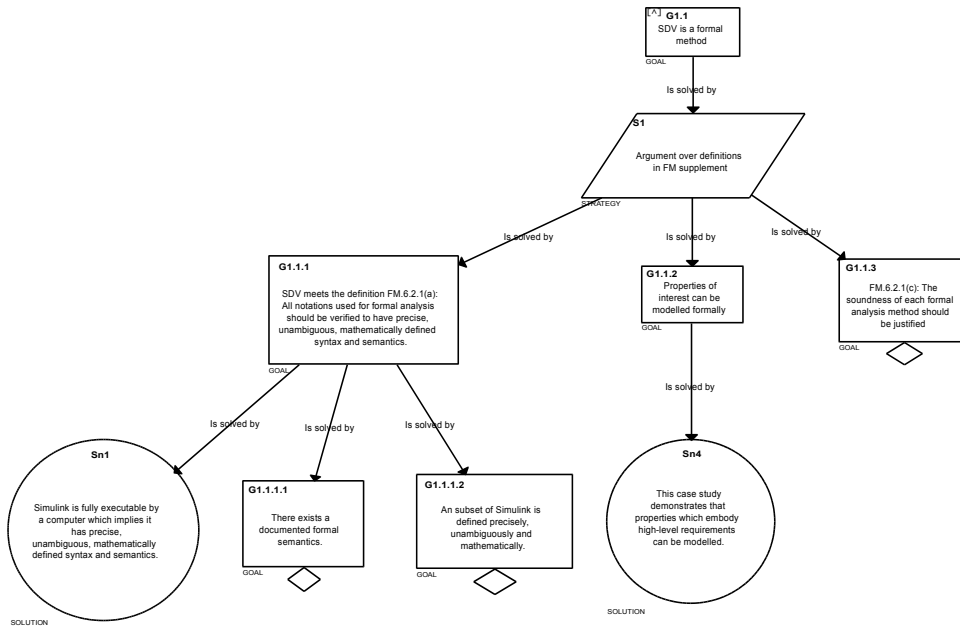 [^]
G1.1
SDV is a formal
method
GOAL
Is solved by
S1
Argument over definitions
in FM supplement
STRATEGY
Is solved by
Is solved by
Is solved by
G1.1.1
SDV meets the definition FM.6.2.1(a):
All notations used for formal analysis
should be verified to have precise,
unambiguous, mathematically defined
syntax and semantics.
GOAL
G1.1.2
Properties of
interest can be
modelled formally
GOAL
G1.1.3
FM.6.2.1(c): The
soundness of each formal
analysis method should
be justified
GOAL
Is solved by
Is solved by
Is solved by
Is solved by
Sn1
Simulink is fully executable by
a computer which implies it
has precise,
unambiguous, mathematically
defined syntax and semantics.
SOLUTION
G1.1.1.1
There exists a
documented formal
semantics.
GOAL
G1.1.1.2
An subset of Simulink is
defined precisely,
unambiguously and
mathematically.
GOAL
Sn4
This case study
demonstrates that
properties which embody
high-level requirements
can be modelled.
SOLUTION